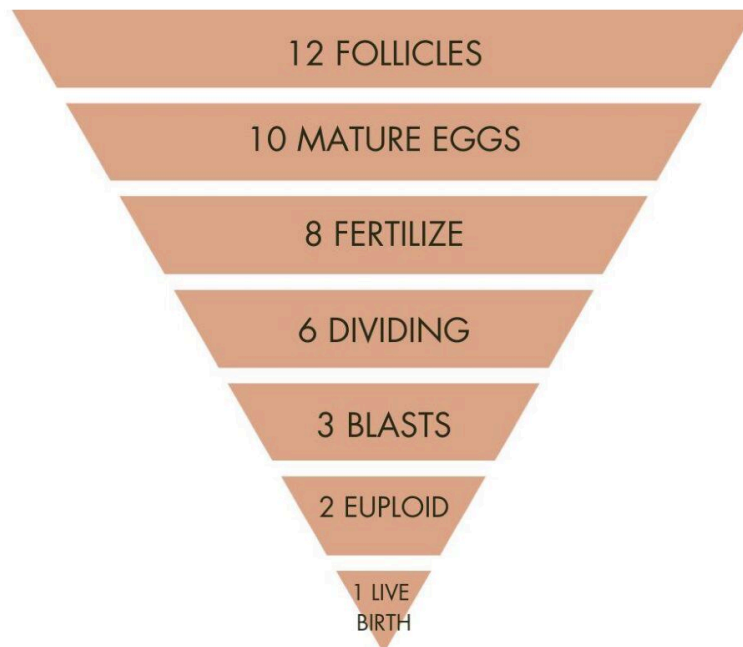 12 FOLLICLES
10 MATURE EGGS
8 FERTILIZE
6 DIVIDING
3 BLASTS
2 EUPLOID
1 LIVE
BIRTH